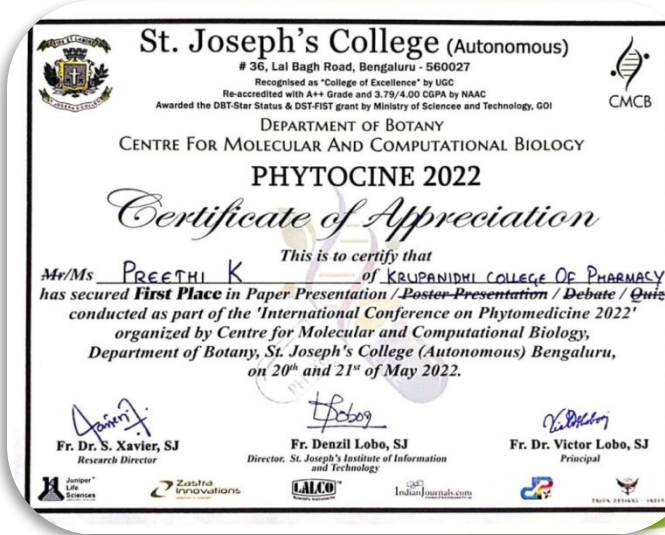 St. Joseph's College (Autonomous)
# 36, Lal Bagh Road, Bengaluru - 560027
Recognised as "College of Excellence" by UGC
Re-accredited with A++ Grade and 3.79/4.00 CGPA by NAAC
Awarded the DBT-Star Status & DST-FIST grant by Ministry of Sciencee and Technology, GOI
CMCB
DEPARTMENT OF BOTANY
CENTRE FOR MOLECULAR AND COMPUTATIONAL BIOLOGY
PHYTOCINE 2022
Certificate of Appreciation
This is to certify that
Mr/Ms PREETHI K of KRUPANIDHI COLLEGE OF PHARMACY
has secured First Place in Paper Presentation / Poster Presentation / Debate / Quiz
conducted as part of the 'International Conference on Phytomedicine 2022'
organized by Centre for Molecular and Computational Biology,
Department of Botany, St. Joseph's College (Autonomous) Bengaluru,
on 20th and 21st of May 2022.
Fr. Dr. S. Xavier, SJ
Research Director
Fr. Denzil Lobo, SJ
Director, St. Joseph's Institute of Information
and Technology
Fr. Dr. Victor Lobo, SJ
Principal
Juniper
Life
Sciences
Zastra
Innovations
LALCO
IndianJournals.com